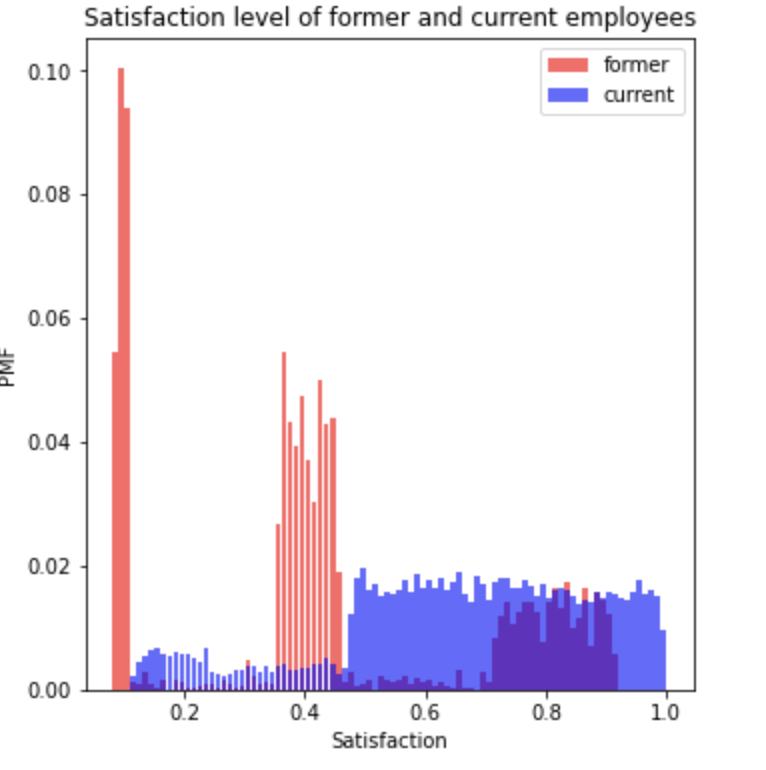 Satisfaction level of former and current employees
former
current
0.10
0.08
0.06
0.04
0.02
0.00
PMF
0.2 0.4 0.6 0.8 1.0
Satisfaction